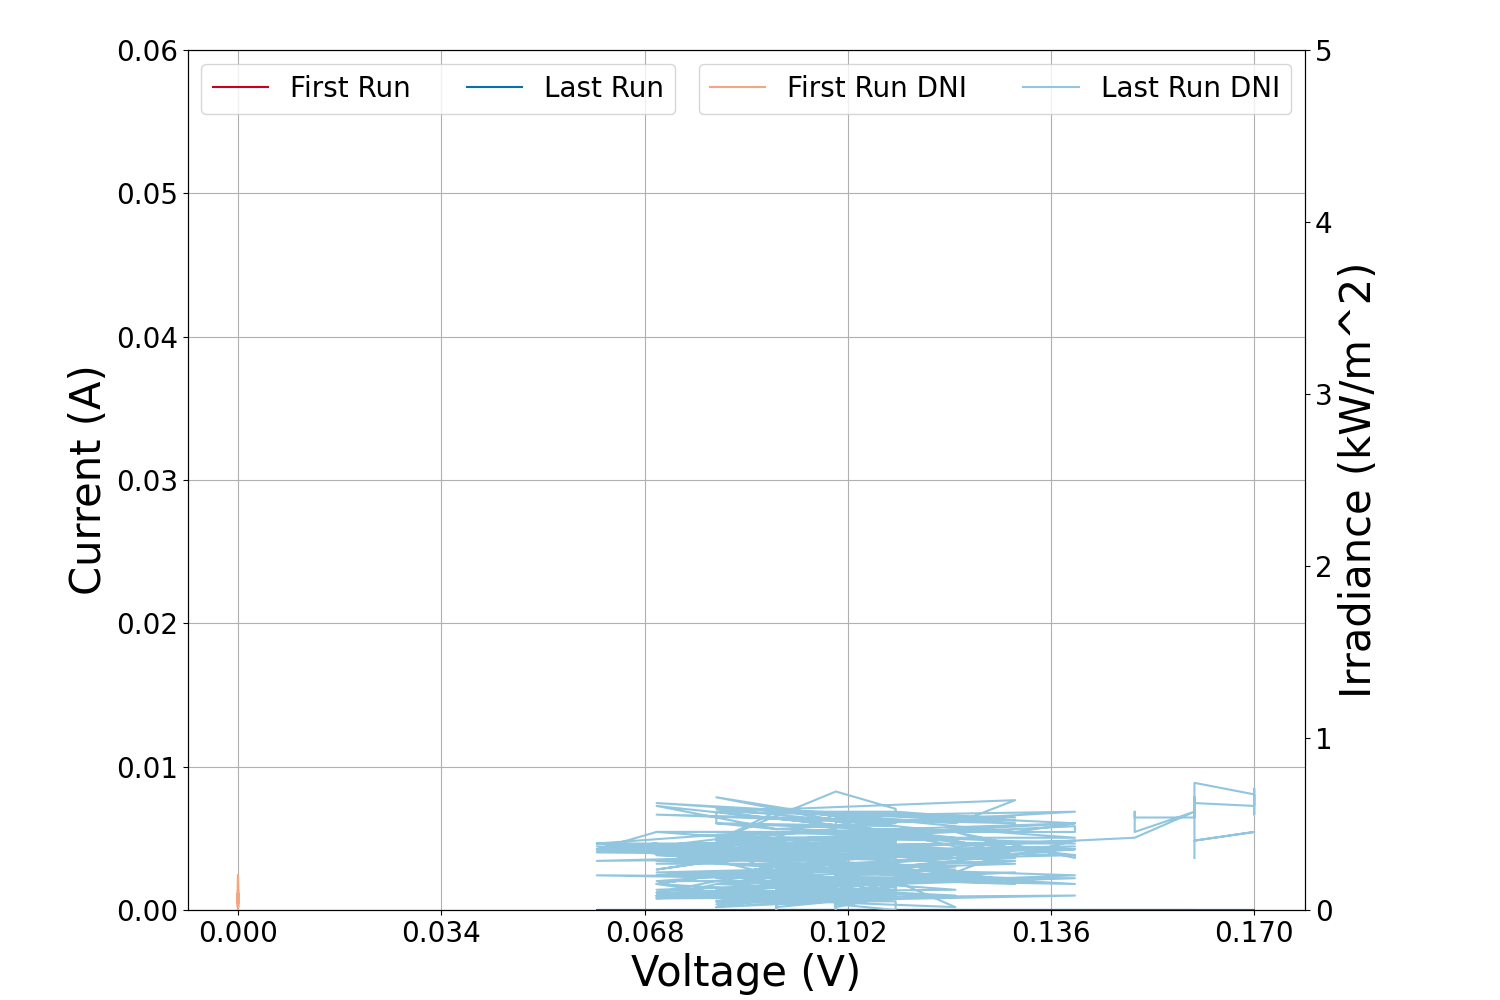 First Run
Last Run
First Run DNI
Last Run DNI
0.06
0.05
0.04
0.03
0.02
0.01
0.00
Current (A)
5
4
3
2
1
0
Irradiance (kW/m^2)
0.000
0.034
0.068
0.102
0.136
0.170
Voltage (V)